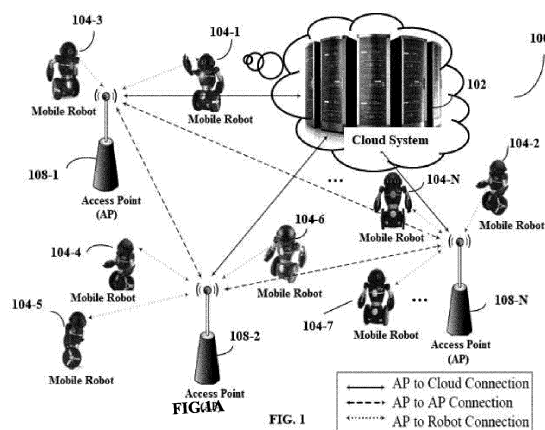 104-3
104-1
100
102
Mobile Robot
Mobile Robot
Cloud System
108-1
104-2
...
104-N
Access Point
(AP)
104-6
Mobile Robot
Mobile Robot
104-4
Mobile Robot
Mobile Robot
104-5
104-7
...
108-N
108-2
Mobile Robot
Mobile Robot
Access Point
(AP)
Access Point
FIG. 1A
FIG. 1
AP to Cloud Connection
AP to AP Connection
AP to Robot Connection